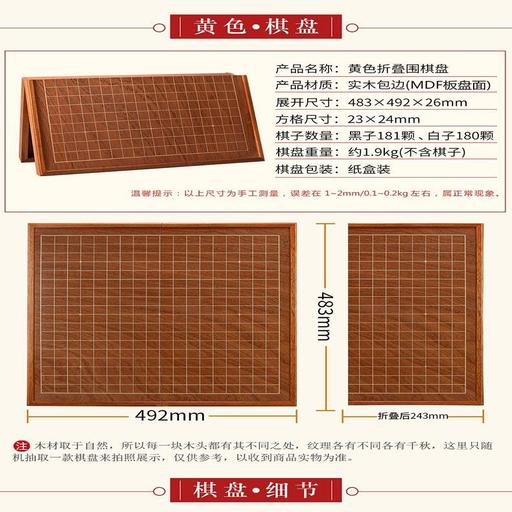 黄色·棋盘
产品名称：黄色折叠围棋盘
产品材质：实木包边(MDF板盘面)
展开尺寸：483×492×26mm
方格尺寸：23×24mm
棋子数量：黑子181颗、白子180颗
棋盘重量：约1.9kg(不含棋子)
棋盘包装：纸盒装
温馨提示：以上尺寸为手工测量，误差在1~2mm/0.1~0.2kg左右，属正常现象。
483mm
492mm
折叠后243mm
注 木材取于自然，所以每一块木头都有其不同之处，纹理各有不同各有千秋，这里只随
机抽取一款棋盘来拍照展示，仅供参考，以收到商品实物为准。
棋盘·细节